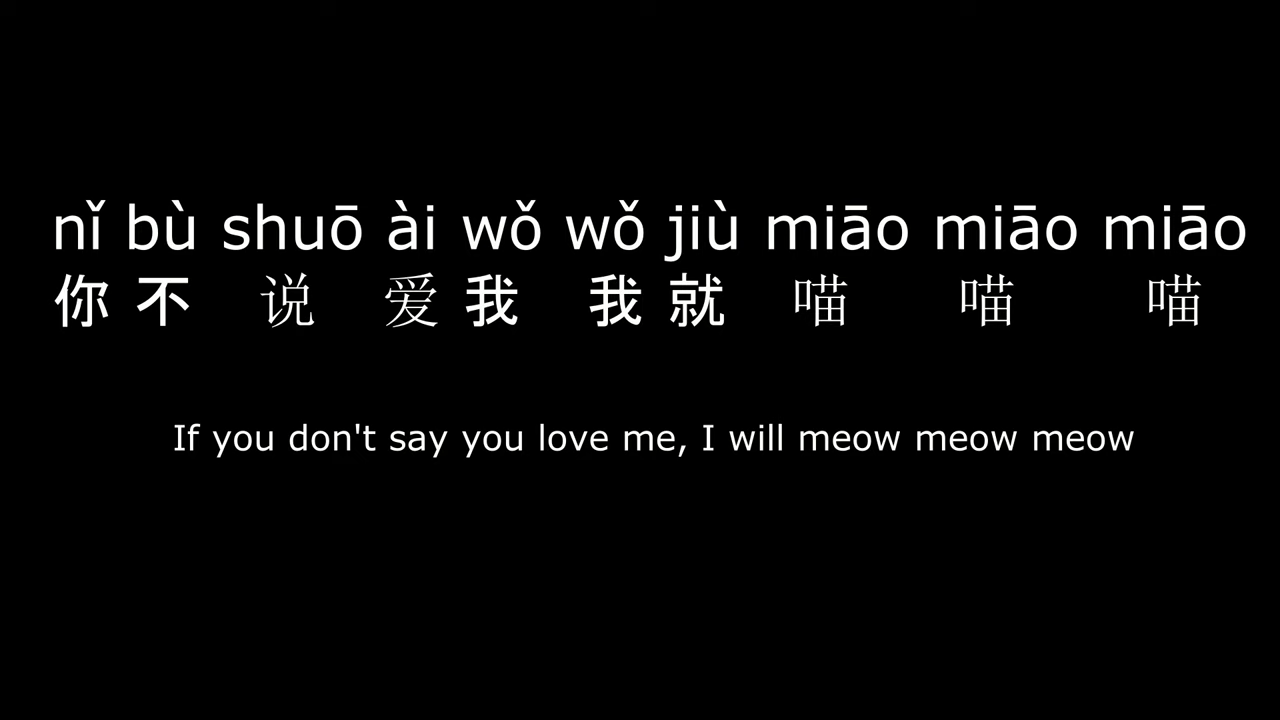 nǐ bù shuō ài wǒ wǒ jiù miāo miāo miāo
你 不 说 爱 我 我 就 喵 喵 喵
If you don't say you love me, I will meow meow meow